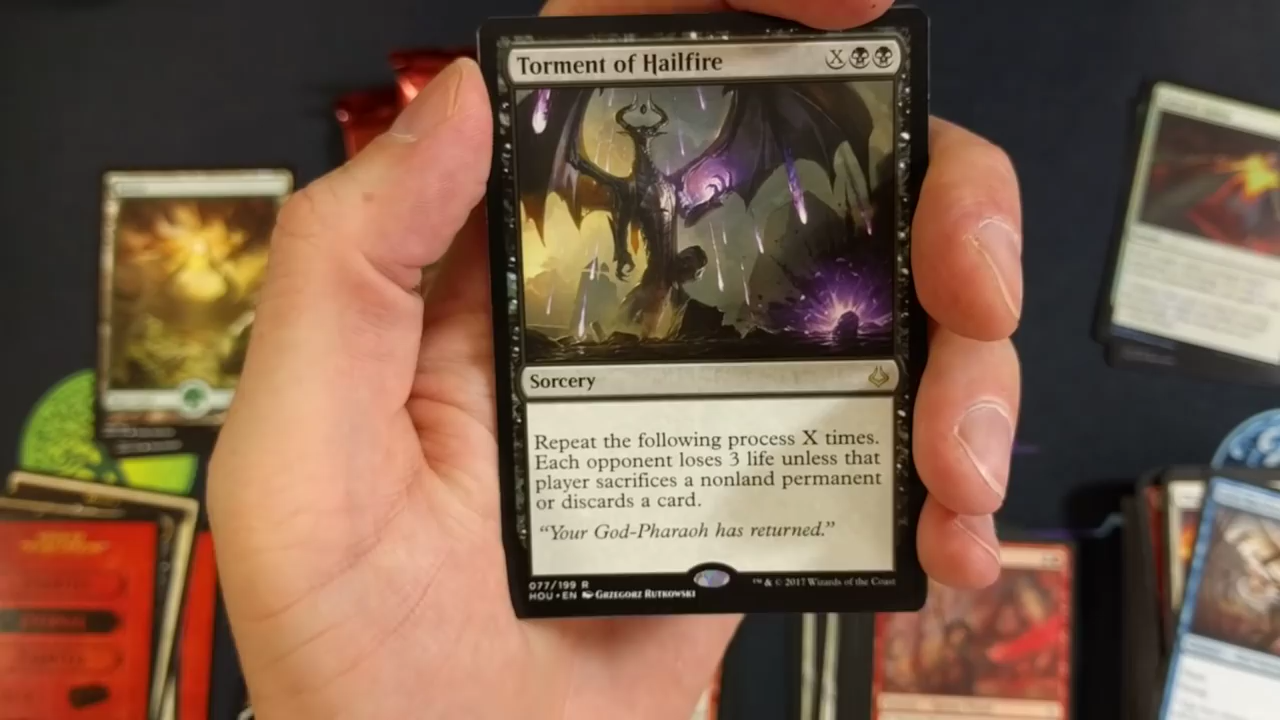 Torment of Hailfire X
Sorcery
Repeat the following process X times.
Each opponent loses 3 life unless that
player sacrifices a nonland permanent
or discards a card.
“Your God-Pharaoh has returned.”
077/199 R
HOU • EN Grzegorz Rutkowski
™ & © 2017 Wizards of the Coast